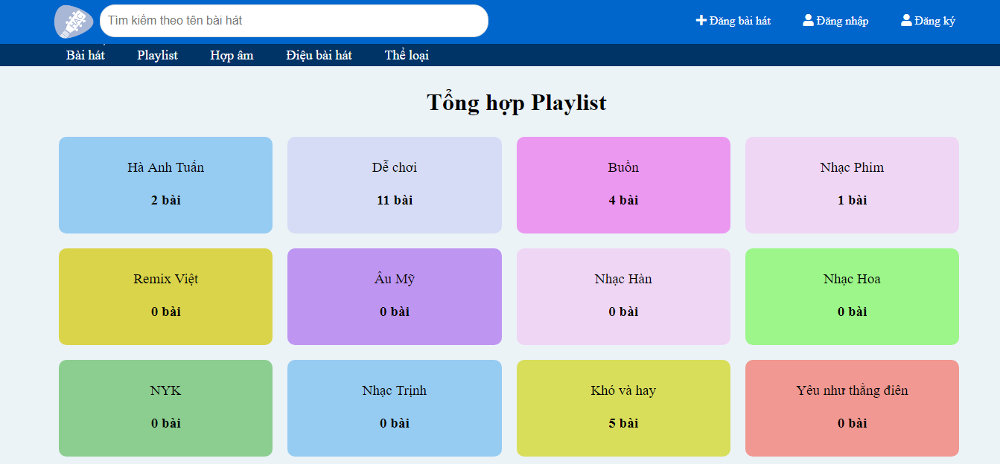 HAC
Tìm kiếm theo tên bài hát
Đăng bài hát Đăng nhập Đăng ký
Bài hát Playlist Hợp âm Điệu bài hát Thể loại
Tổng hợp Playlist
Hà Anh Tuấn Dễ chơi Buồn Nhạc Phim
2 bài 11 bài 4 bài 1 bài
Remix Việt Âu Mỹ Nhạc Hàn Nhạc Hoa
0 bài 0 bài 0 bài 0 bài
NYK Nhạc Trịnh Khó và hay Yêu như thằng điên
0 bài 0 bài 5 bài 0 bài